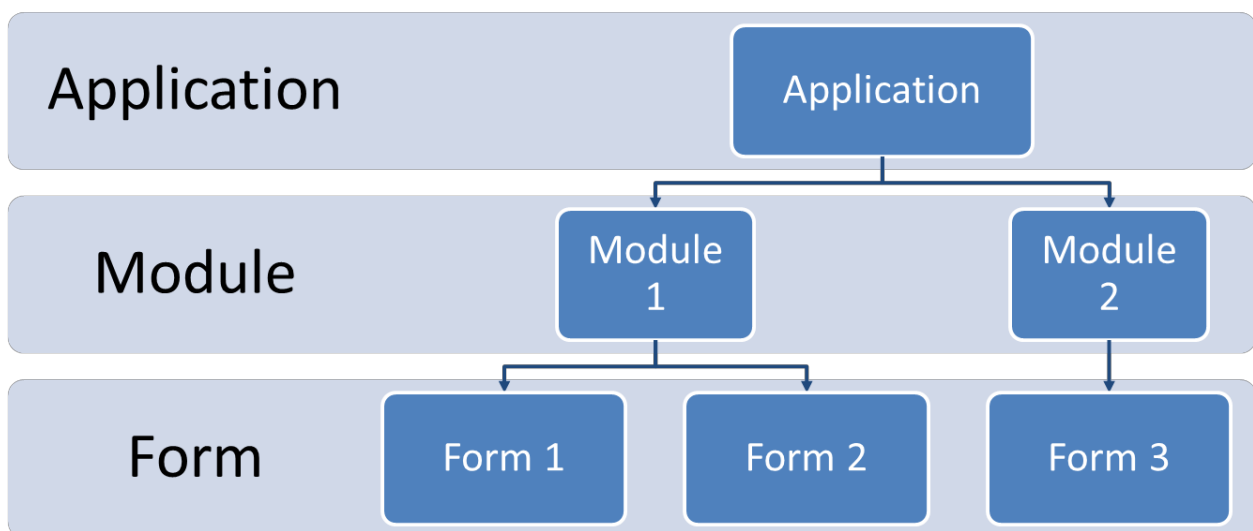 Application
Application
Module
Module
1
Module
2
Form
Form 1
Form 2
Form 3